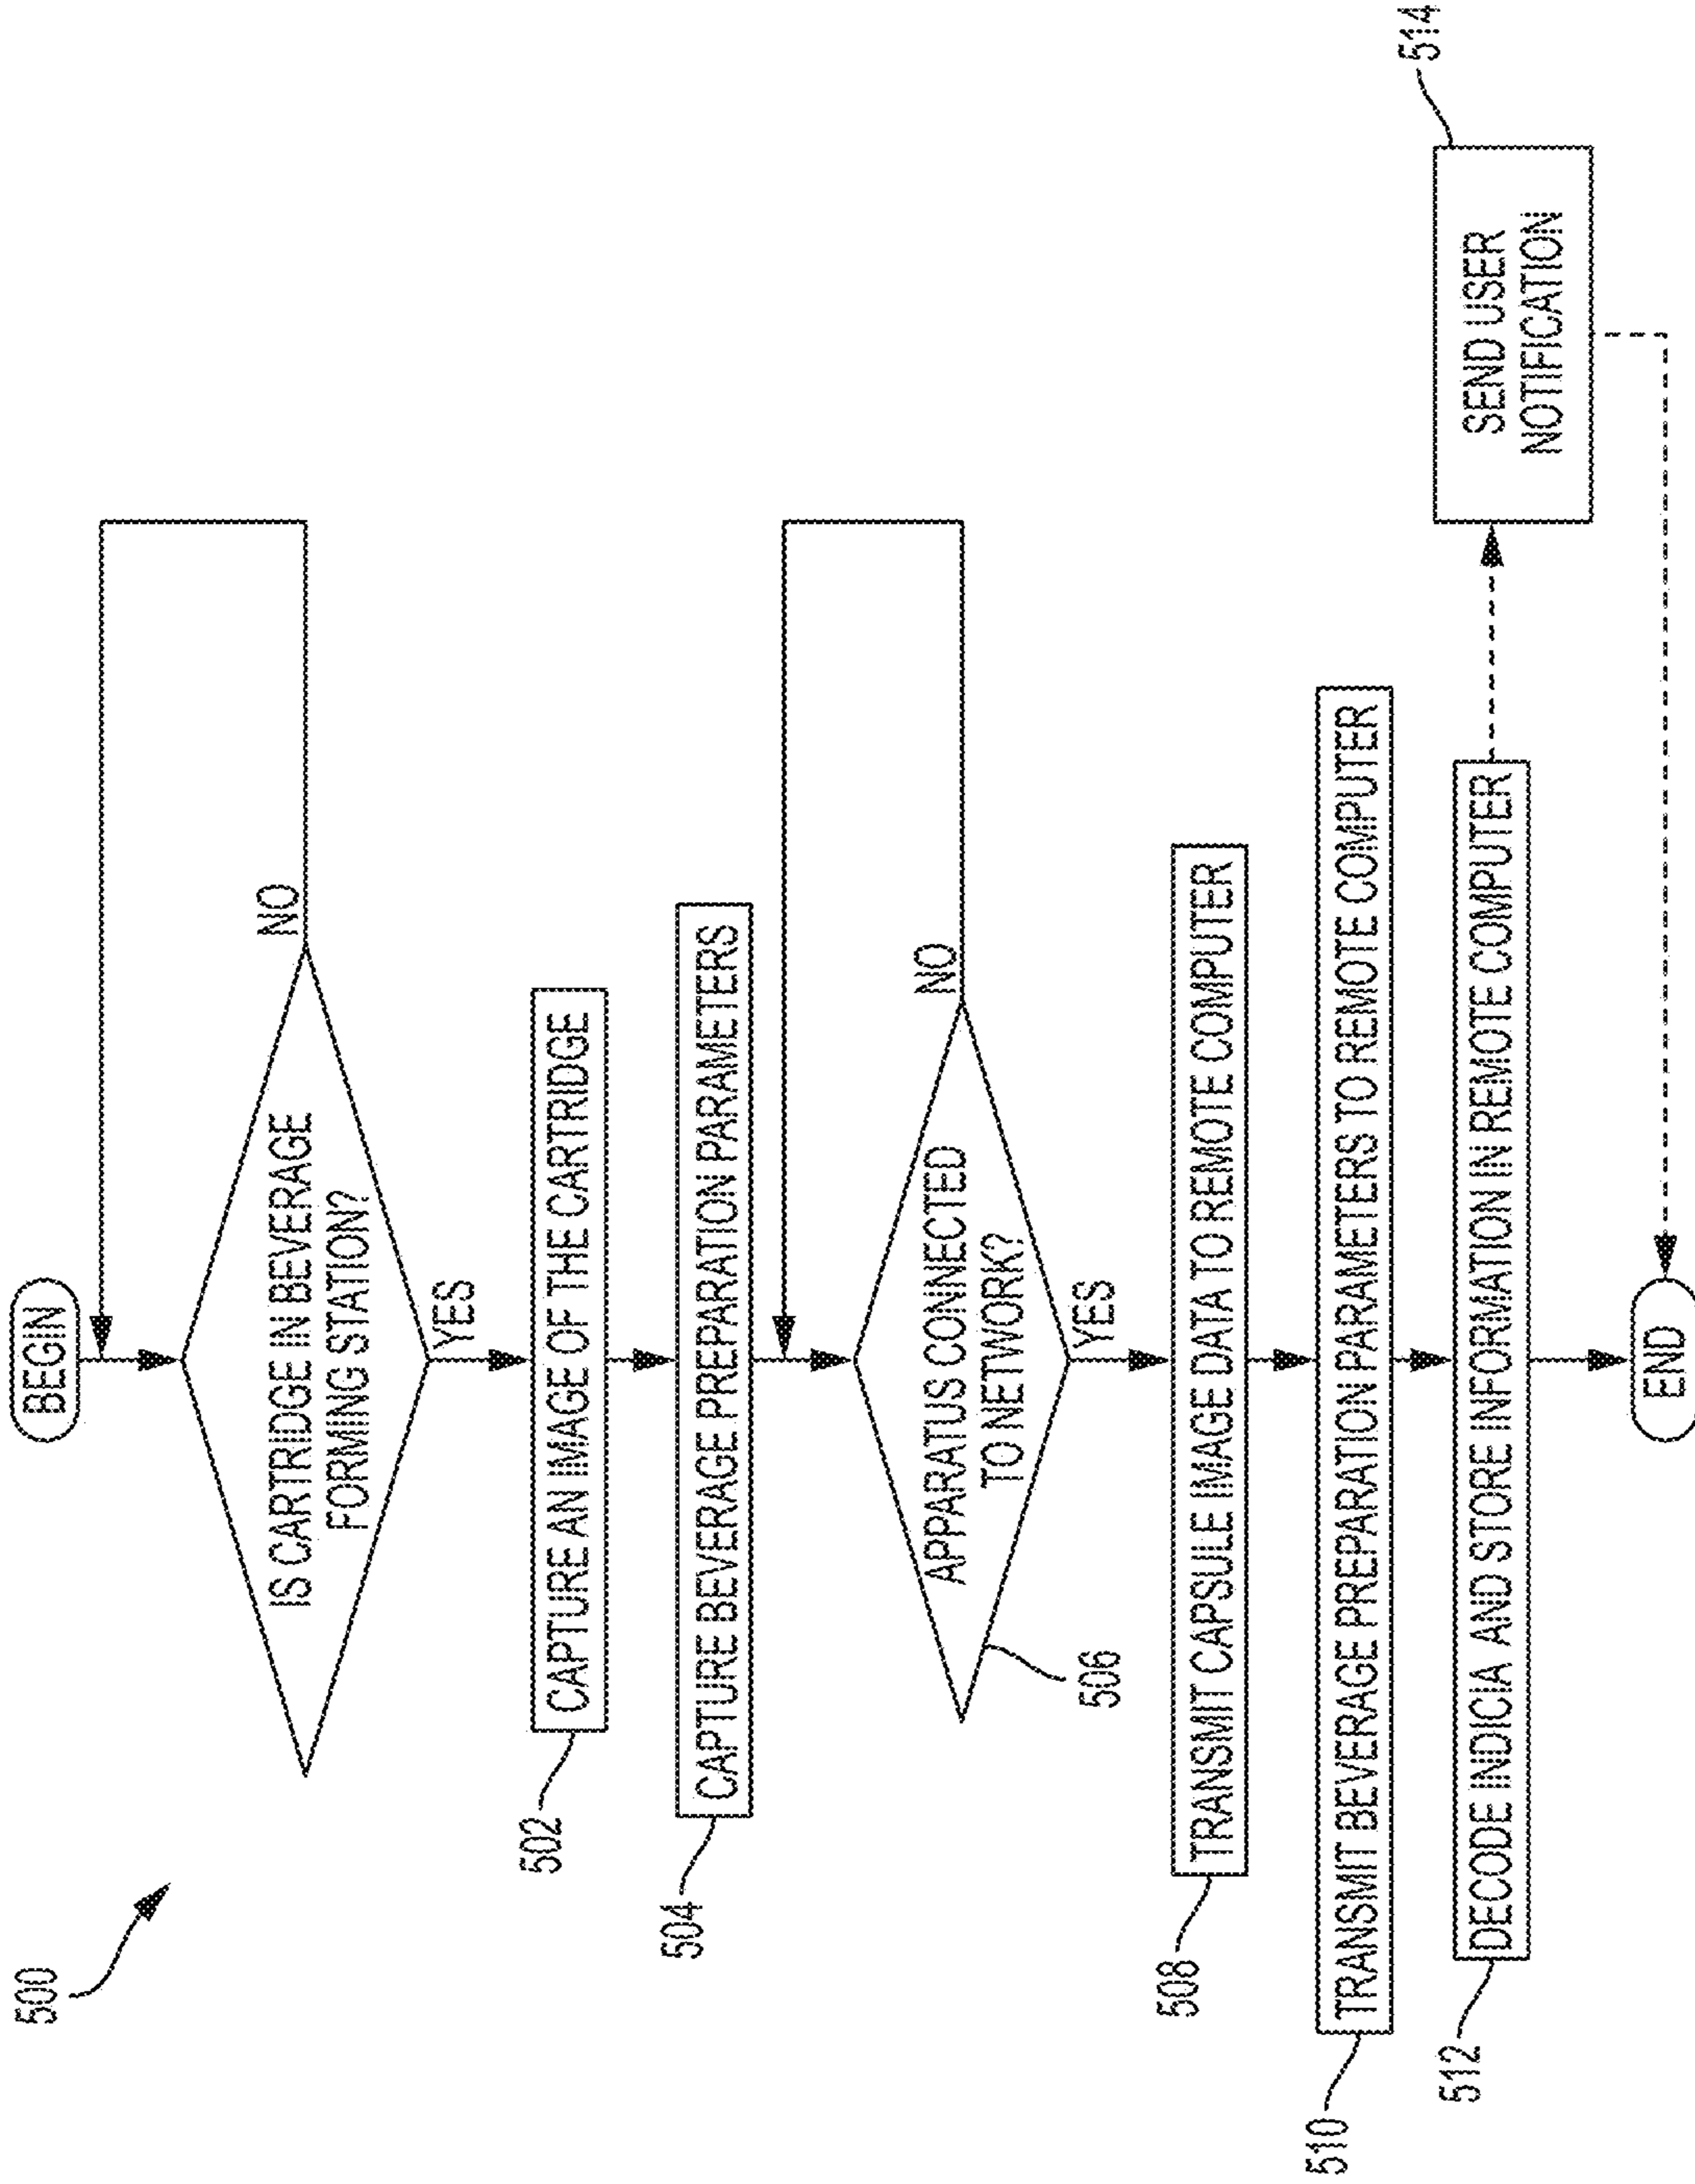 500
BEGIN
IS CARTRIDGE IN BEVERAGE
FORMING STATION?
NO
YES
502
CAPTURE AN IMAGE OF THE CARTRIDGE
504
CAPTURE BEVERAGE PREPARATION PARAMETERS
APPARATUS CONNECTED
TO NETWORK?
NO
506
YES
508
TRANSMIT CAPSULE IMAGE DATA TO REMOTE COMPUTER
510
TRANSMIT BEVERAGE PREPARATION PARAMETERS TO REMOTE COMPUTER
512
DECODE INDICIA AND STORE INFORMATION IN REMOTE COMPUTER
514
SEND USER
NOTIFICATION
END